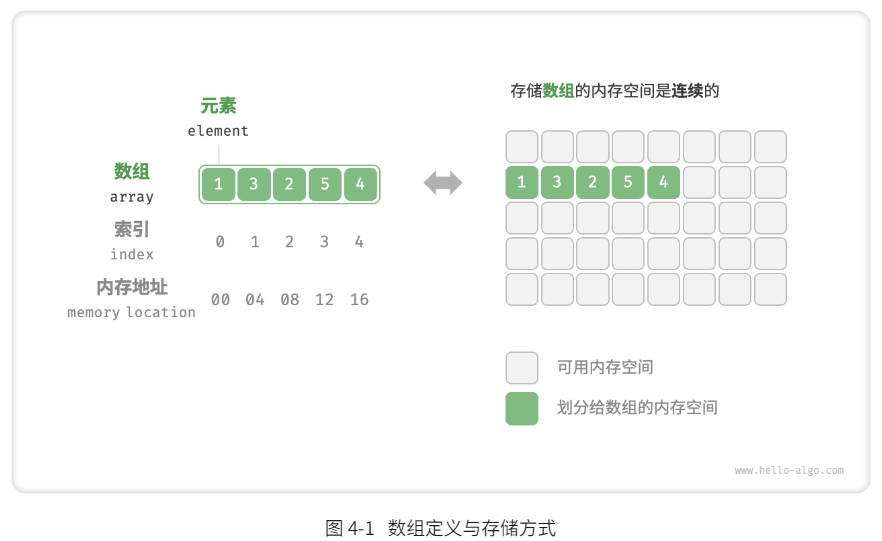 元素
element
数组
array
1 3 2 5 4
索引
index
0 1 2 3 4
内存地址
memory location
00 04 08 12 16
存储数组的内存空间是连续的
1 3 2 5 4
可用内存空间
划分给数组的内存空间
www.hello-algo.com
图 4-1 数组定义与存储方式